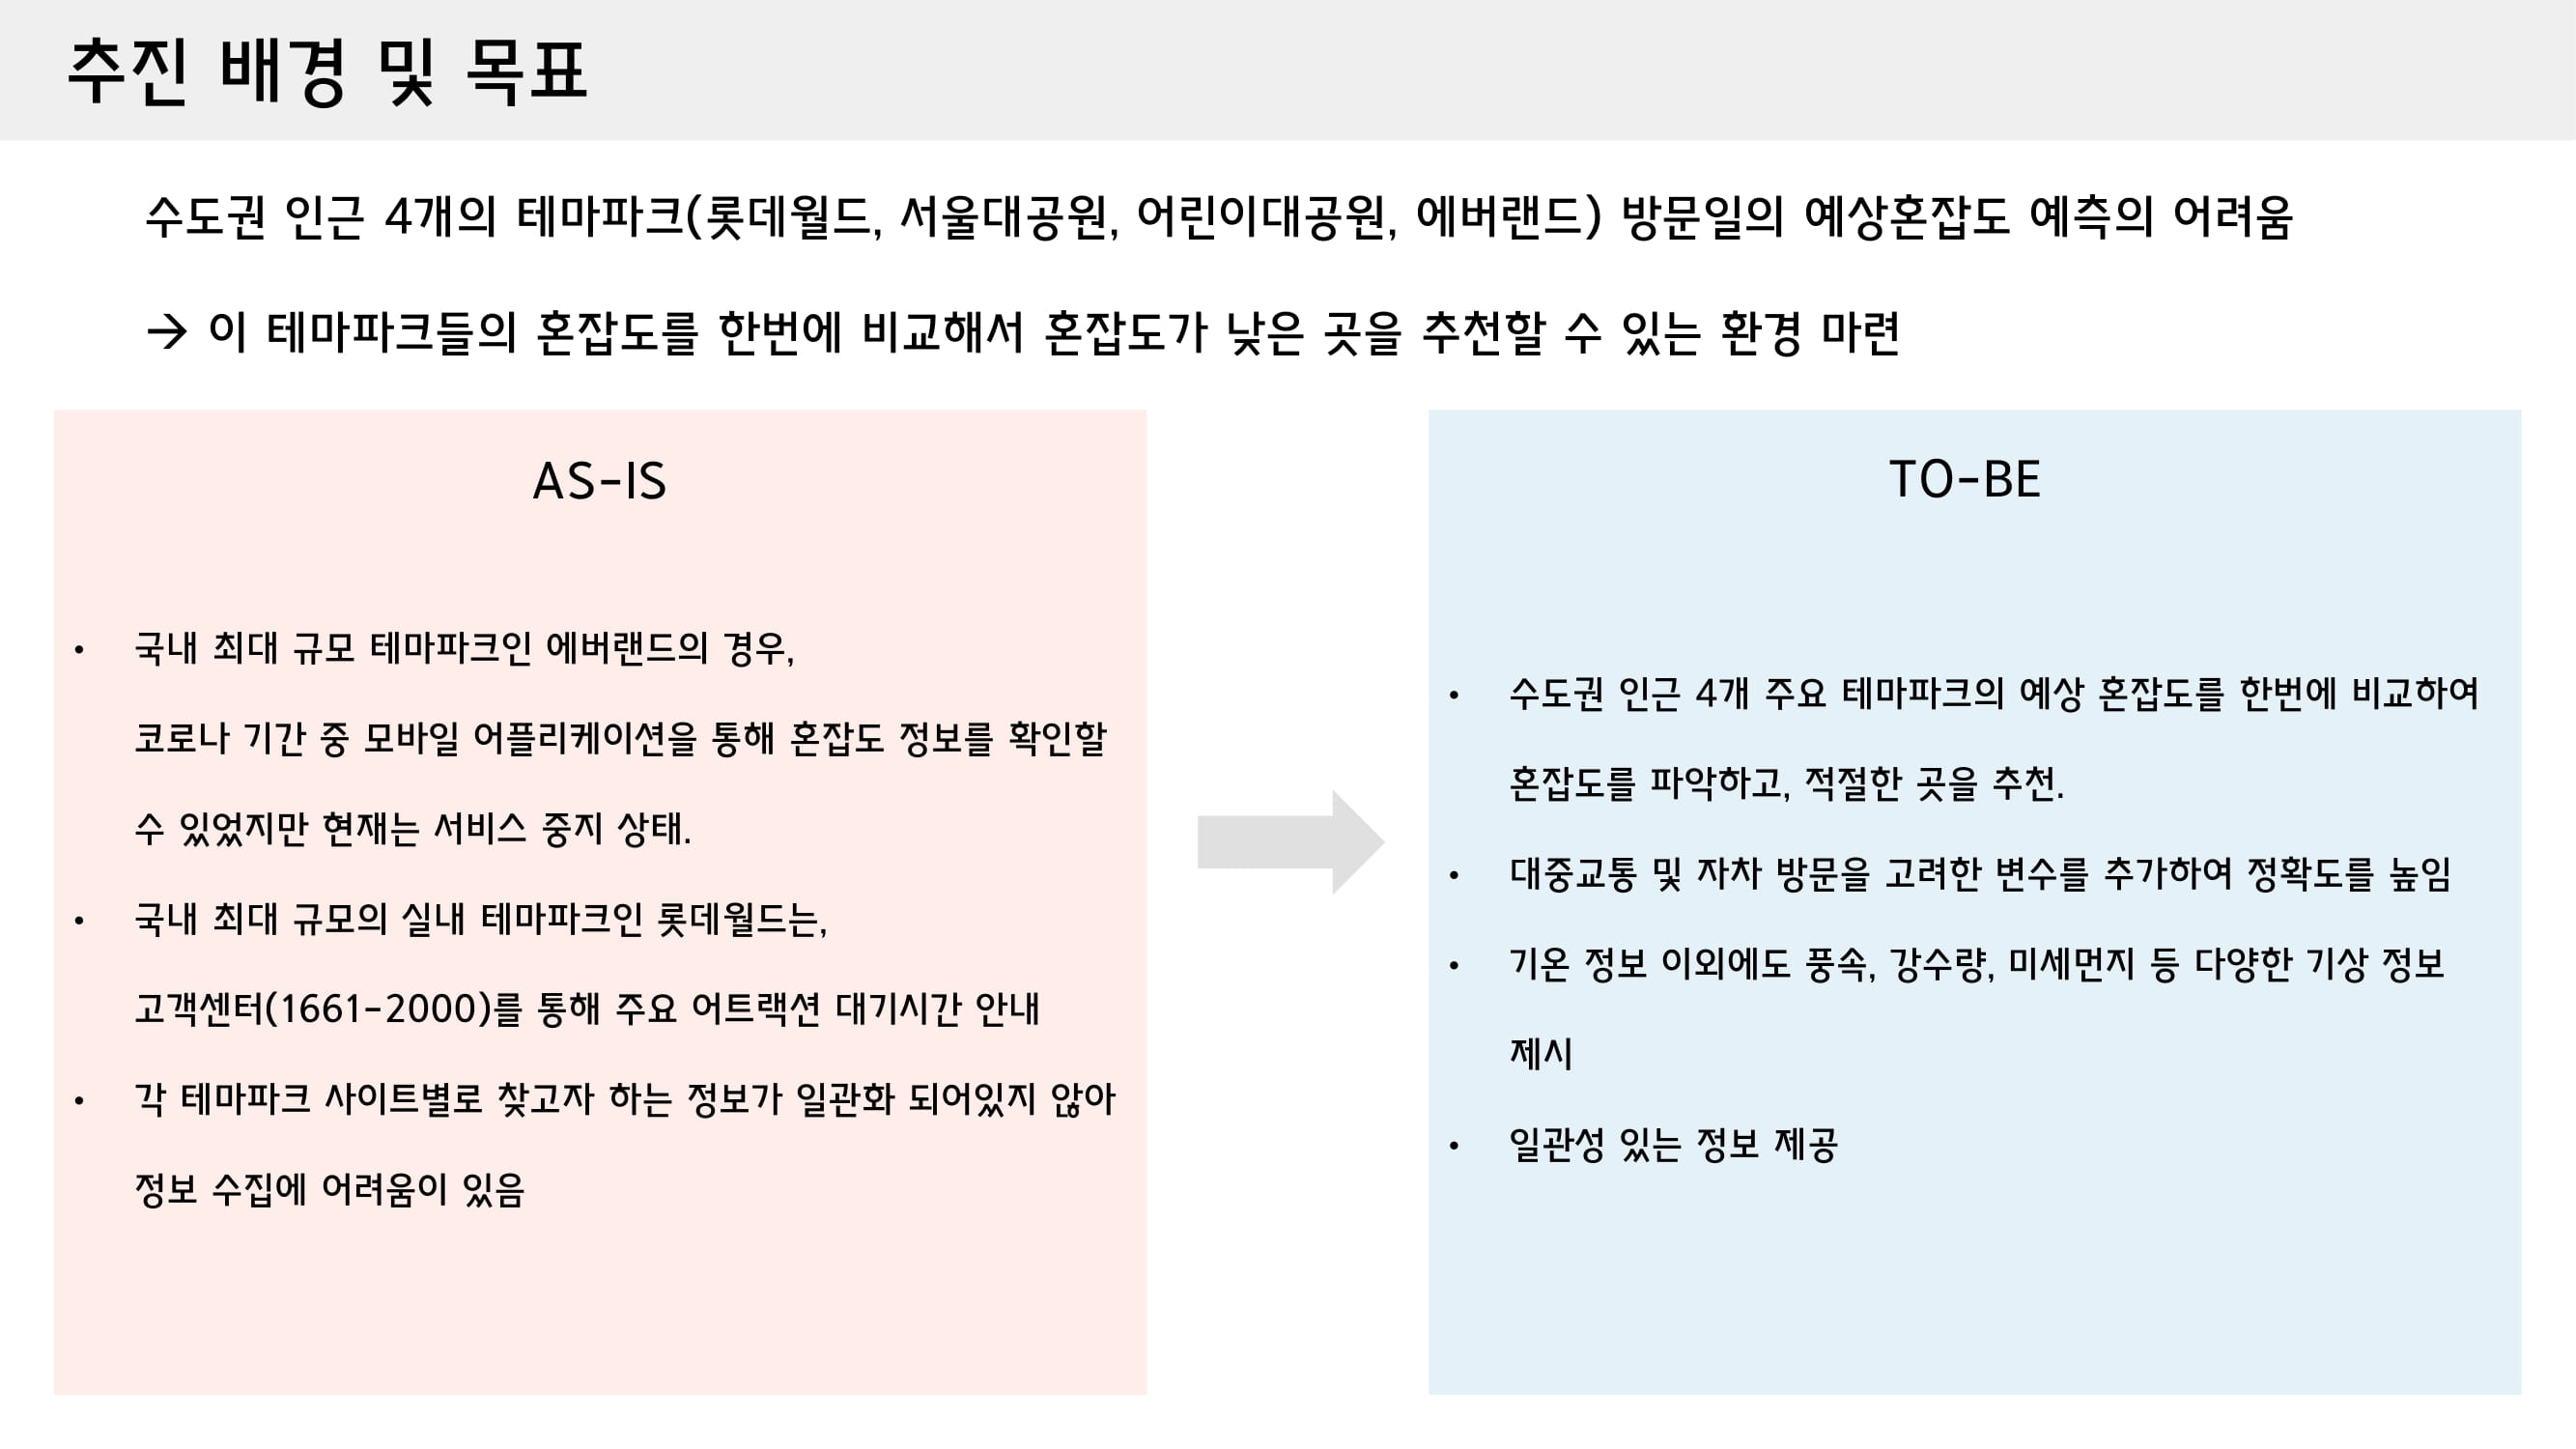 추진 배경 및 목표
수도권 인근 4개의 테마파크(롯데월드, 서울대공원, 어린이대공원, 에버랜드) 방문일의 예상혼잡도 예측의 어려움
→ 이 테마파크들의 혼잡도를 한번에 비교해서 혼잡도가 낮은 곳을 추천할 수 있는 환경 마련
AS-IS
• 국내 최대 규모 테마파크인 에버랜드의 경우,
코로나 기간 중 모바일 어플리케이션을 통해 혼잡도 정보를 확인할
수 있었지만 현재는 서비스 중지 상태.
• 국내 최대 규모의 실내 테마파크인 롯데월드는,
고객센터(1661-2000)를 통해 주요 어트랙션 대기시간 안내
• 각 테마파크 사이트별로 찾고자 하는 정보가 일관화 되어있지 않아
정보 수집에 어려움이 있음
TO-BE
• 수도권 인근 4개 주요 테마파크의 예상 혼잡도를 한번에 비교하여
혼잡도를 파악하고, 적절한 곳을 추천.
• 대중교통 및 자차 방문을 고려한 변수를 추가하여 정확도를 높임
• 기온 정보 이외에도 풍속, 강수량, 미세먼지 등 다양한 기상 정보
제시
• 일관성 있는 정보 제공